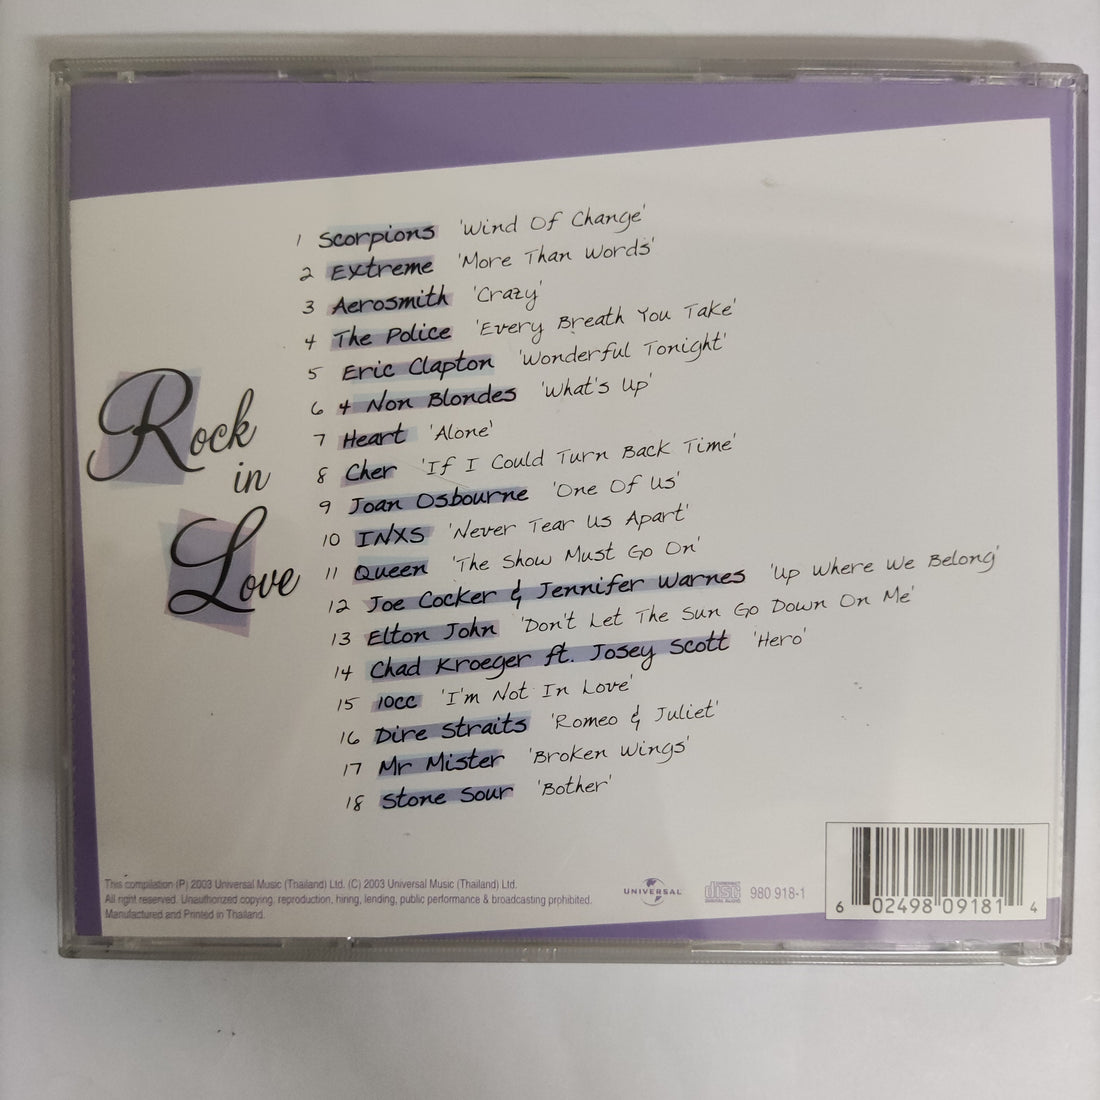 Rock
in
Love
1 Scorpions 'Wind Of Change'
2 Extreme 'More Than Words'
3 Aerosmith 'Crazy'
4 The Police 'Every Breath You Take'
5 Eric Clapton 'Wonderful Tonight'
6 4 Non Blondes 'What's Up'
7 Heart 'Alone'
8 Cher 'If I Could Turn Back Time'
9 Joan Osbourne 'One Of Us'
10 INXS 'Never Tear Us Apart'
11 Queen 'The Show Must Go On'
12 Joe Cocker & Jennifer Warnes 'Up Where We Belong'
13 Elton John 'Don't Let The Sun Go Down On Me'
14 Chad Kroeger ft. Josey Scott 'Hero'
15 10cc 'I'm Not In Love'
16 Dire Straits 'Romeo & Juliet'
17 Mr Mister 'Broken Wings'
18 Stone Sour 'Bother'
This compilation (P) 2003 Universal Music (Thailand) Ltd. (C) 2003 Universal Music (Thailand) Ltd.
All right reserved. Unauthorized copying, reproduction, hiring, lending, public performance & broadcasting prohibited.
Manufactured and Printed in Thailand.
UNIVERSAL
COMPACT disc DIGITAL AUDIO
980 918-1
6 02498 09181 4